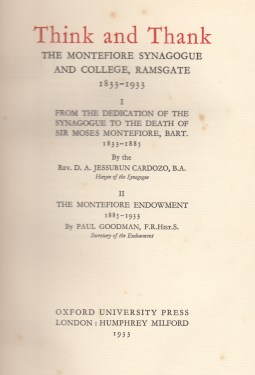 Think and Thank
THE MONTEFIORE SYNAGOGUE
AND COLLEGE, RAMSGATE
1833-1933
I
FROM THE DEDICATION OF THE
SYNAGOGUE TO THE DEATH OF
SIR MOSES MONTEFIORE, BART.
1833-1885
By the
REV. D. A. JESSURUN CARDOZO, B.A.
Hazan of the Synagogue
II
THE MONTEFIORE ENDOWMENT
1885-1933
By PAUL GOODMAN, F.R.HIST.S.
Secretary of the Endowment
OXFORD UNIVERSITY PRESS
LONDON : HUMPHREY MILFORD
1933